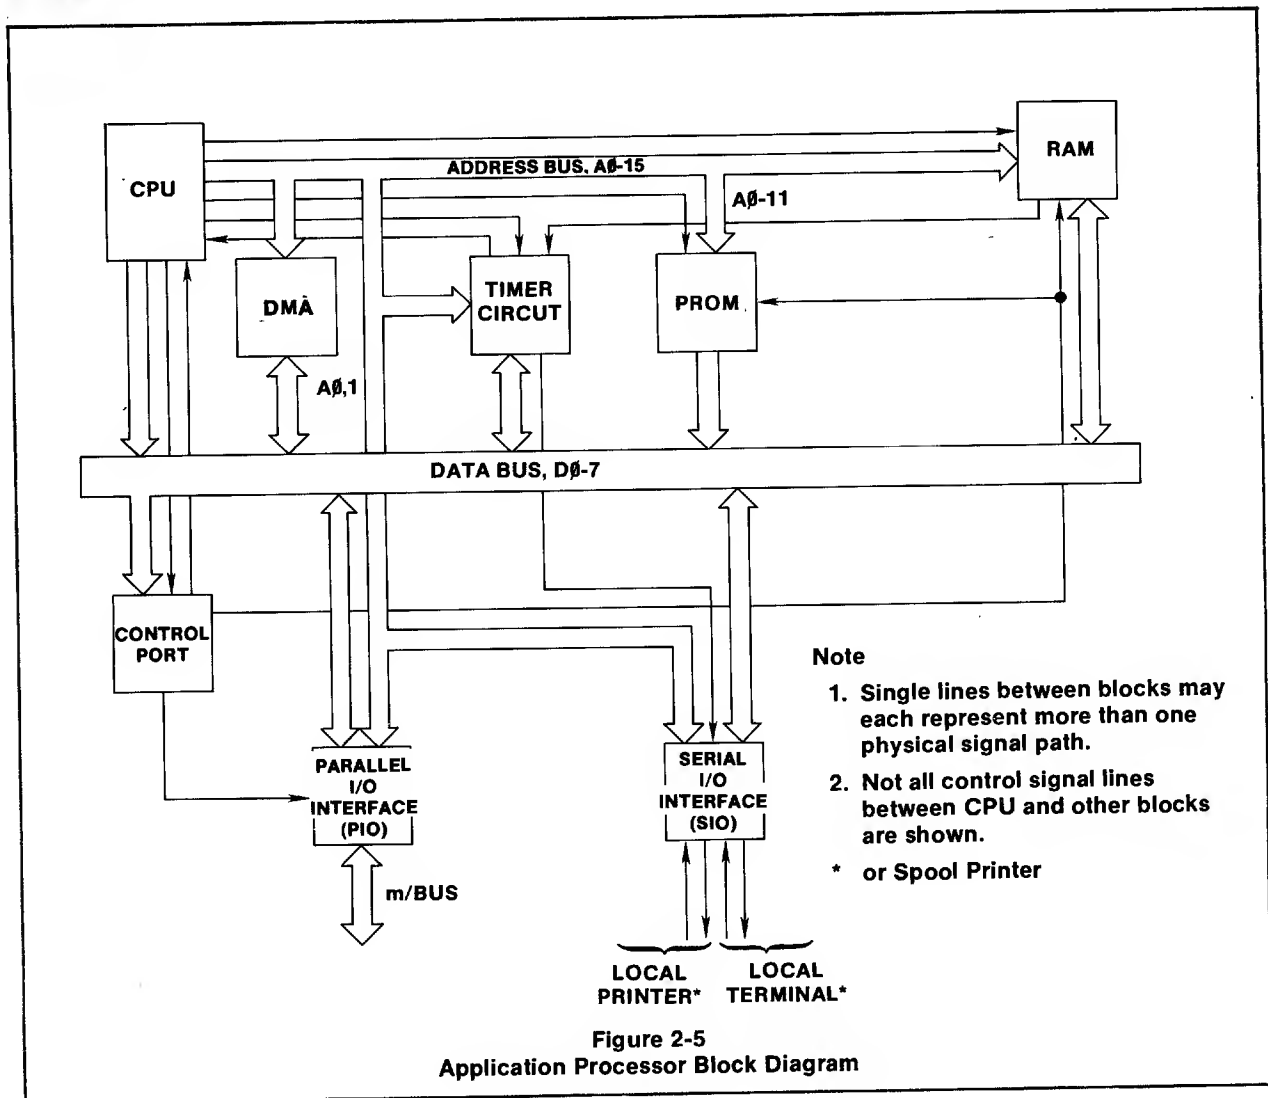 CPU
RAM
ADDRESS BUS, AØ-15
AØ-11
DMA
TIMER
CIRCUT
PROM
AØ,1
DATA BUS, DØ-7
CONTROL
PORT
PARALLEL
I/O
INTERFACE
(PIO)
SERIAL
I/O
INTERFACE
(SIO)
m/BUS
LOCAL
PRINTER*
LOCAL
TERMINAL*
Note
1. Single lines between blocks may
each represent more than one
physical signal path.
2. Not all control signal lines
between CPU and other blocks
are shown.
* or Spool Printer
Figure 2-5
Application Processor Block Diagram